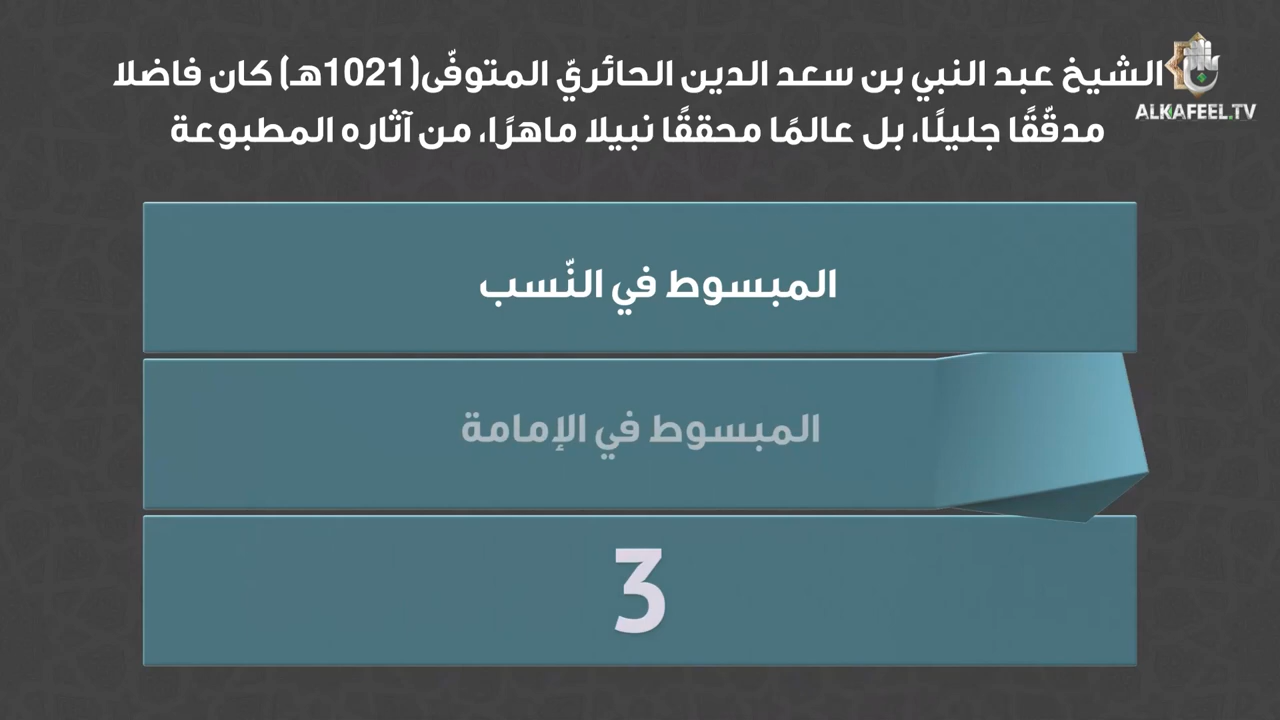 الشيخ عبد النبي بن سعد الدين الحائريّ المتوفّى(1021هـ) كان فاضلا
مدقّقًا جليلًا، بل عالمًا محققًا نبيلا ماهرًا، من آثاره المطبوعة
ALKAFEEL.TV
المبسوط في النّسب
المبسوط في الإمامة
3